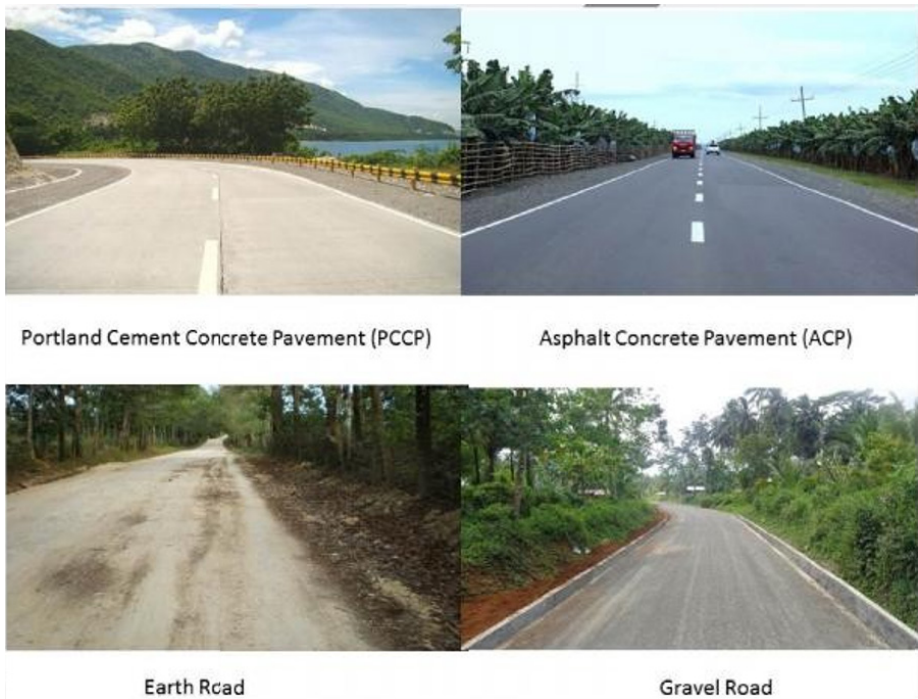 Portland Cement Concrete Pavement (PCCP)
Asphalt Concrete Pavement (ACP)
Earth Road
Gravel Road